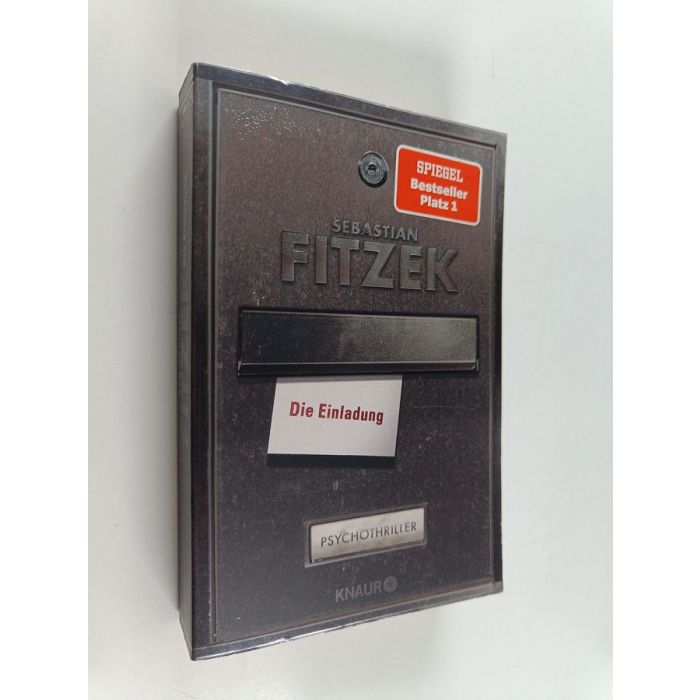 SPIEGEL
Bestseller
Platz 1
SEBASTIAN
FITZEK
Die Einladung
PSYCHOTHRILLER
KNAUR